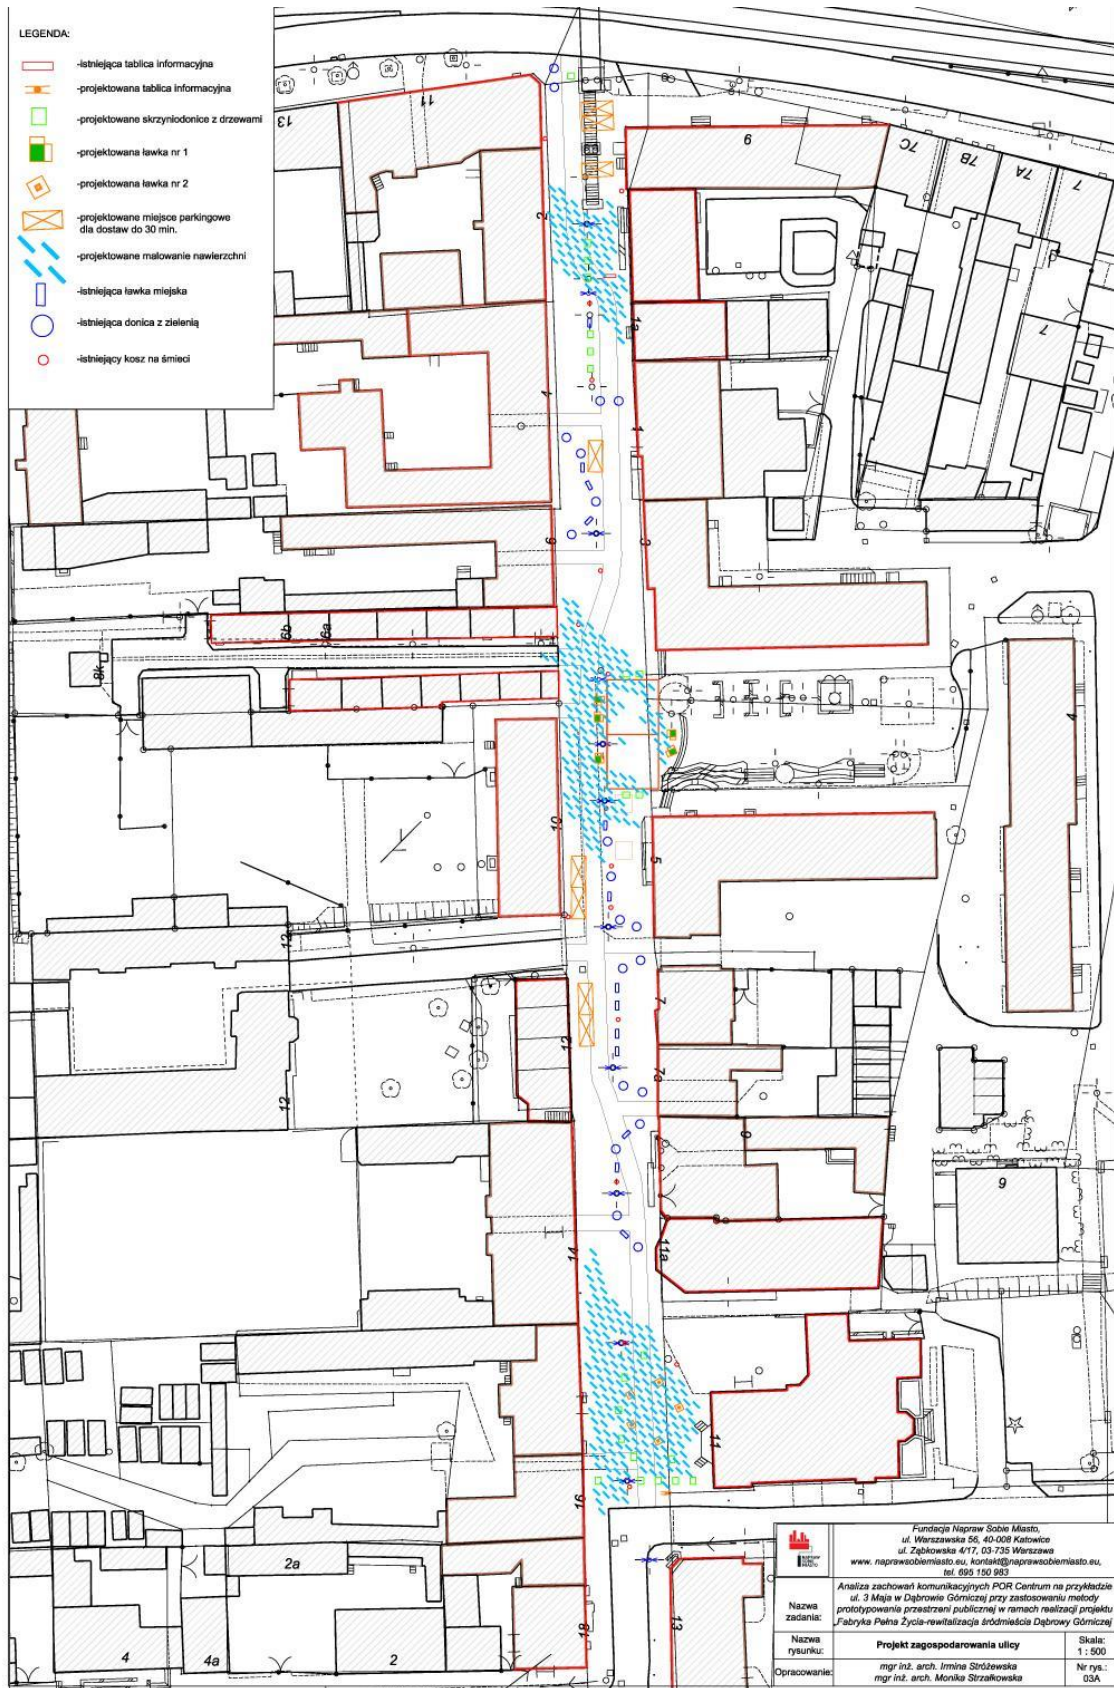 LEGENDA:
-istniejąca tablica informacyjna
-projektowana tablica informacyjna
-projektowane skrzyniodonice z drzewami
-projektowana ławka nr 1
-projektowana ławka nr 2
-projektowane miejsce parkingowe
dla dostaw do 30 min.
-projektowane malowanie nawierzchni
-istniejąca ławka miejska
-istniejąca donica z zielenią
-istniejący kosz na śmieci
11
13
9
7C
7B
7A
7
2
1a
7
4
1
6
3
6b
6a
8k
4
10
5
12
7
12
12
7a
9
9
11a
14
11
16
2a
13
18
4
4a
2
NAPRAW
SOBIE
MIASTO
Fundacja Napraw Sobie Miasto,
ul. Warszawska 56, 40-008 Katowice
ul. Ząbkowska 4/17, 03-735 Warszawa
www. naprawsobiemiasto.eu, kontakt@naprawsobiemiasto.eu,
tel. 695 150 983
Nazwa
zadania:
Analiza zachowań komunikacyjnych POR Centrum na przykładzie
ul. 3 Maja w Dąbrowie Górniczej przy zastosowaniu metody
prototypowania przestrzeni publicznej w ramach realizacji projektu
„Fabryka Pełna Życia-rewitalizacja śródmieścia Dąbrowy Górniczej
Nazwa
rysunku:
Projekt zagospodarowania ulicy
Skala:
1 : 500
Opracowanie:
mgr inż. arch. Irmina Stróżewska
mgr inż. arch. Monika Strzałkowska
Nr rys.:
03A